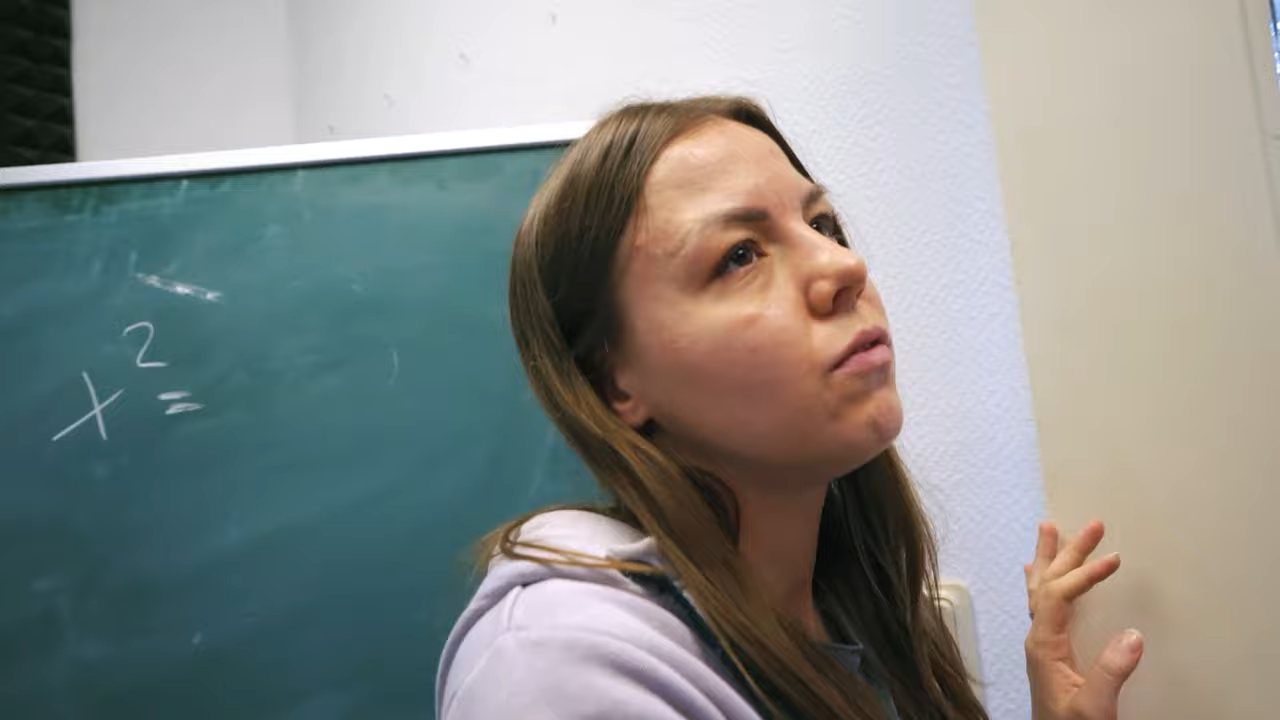 x² =